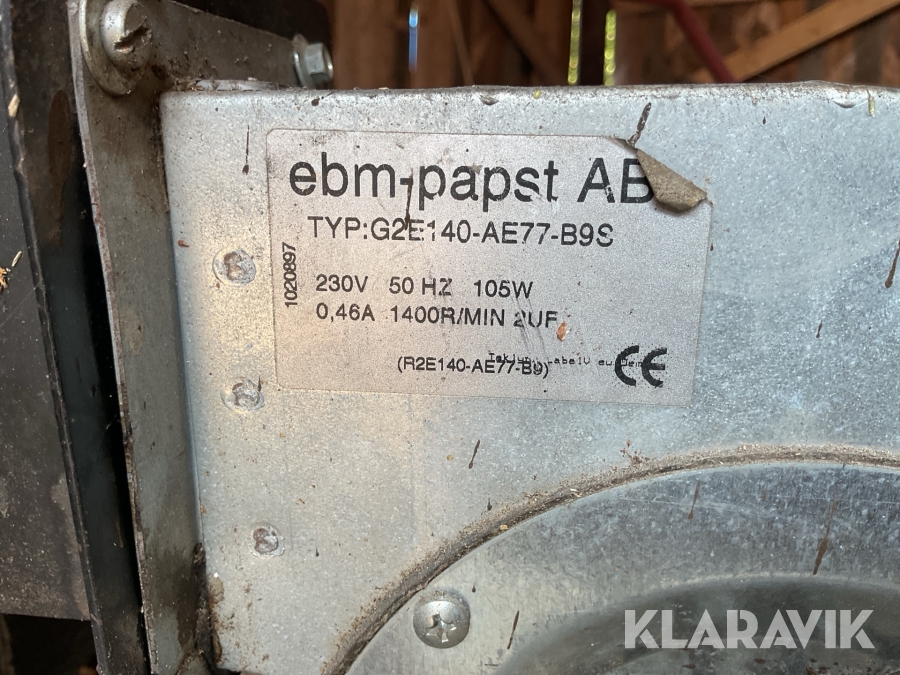 ebm-papst AB
TYP:G2E140-AE77-B9S
1020897
230V 50 HZ 105W
0,46A 1400R/MIN 2UF
(R2E140-AE77-B9)
CE
KLARAVIK